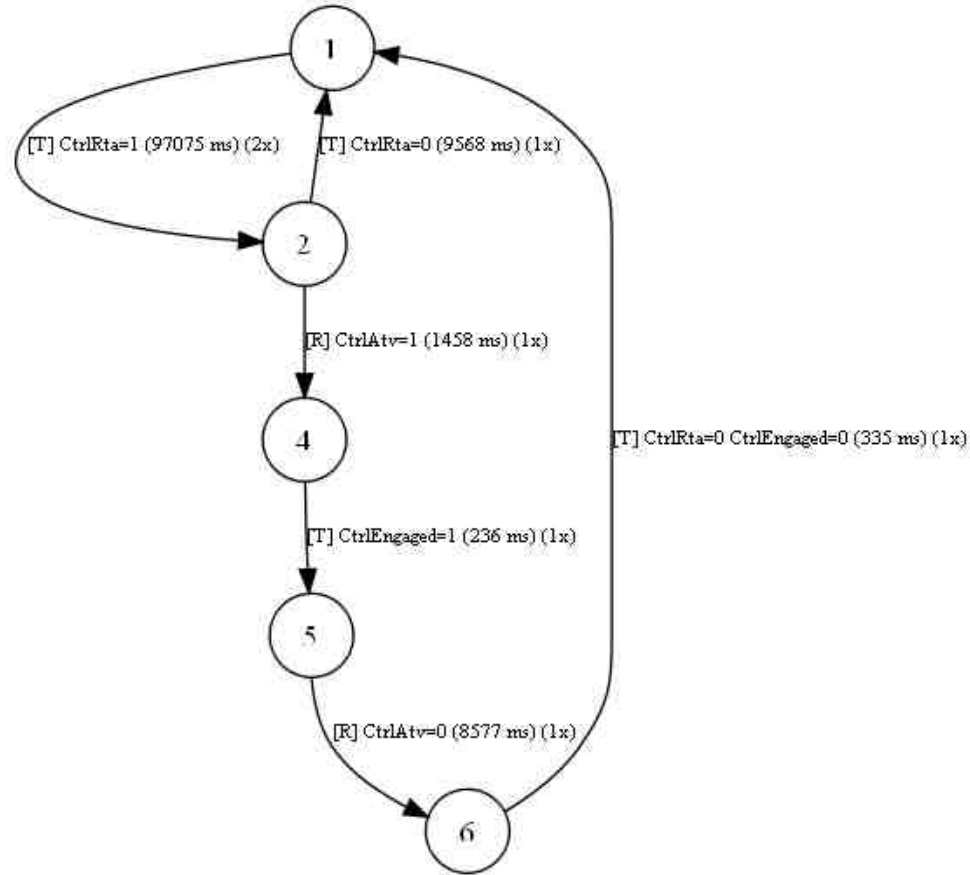 1
[T] CtrlRta=1 (97075 ms) (2x)
[T] CtrlRta=0 (9568 ms) (1x)
2
[R] CtrlAtv=1 (1458 ms) (1x)
4
[T] CtrlRta=0 CtrlEngaged=0 (335 ms) (1x)
[T] CtrlEngaged=1 (236 ms) (1x)
5
[R] CtrlAtv=0 (8577 ms) (1x)
6